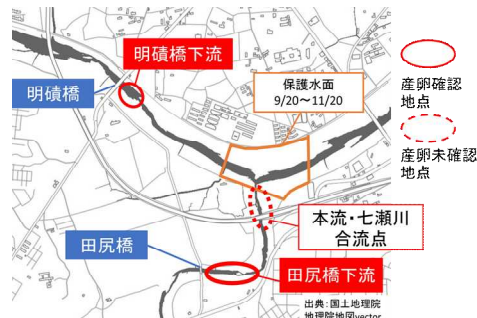 明磧橋下流
明磧橋
保護水面
9/20～11/20
産卵確認
地点
産卵未確認
地点
本流・七瀬川
合流点
田尻橋
田尻橋下流
出典:国土地理院
地理院地図vector